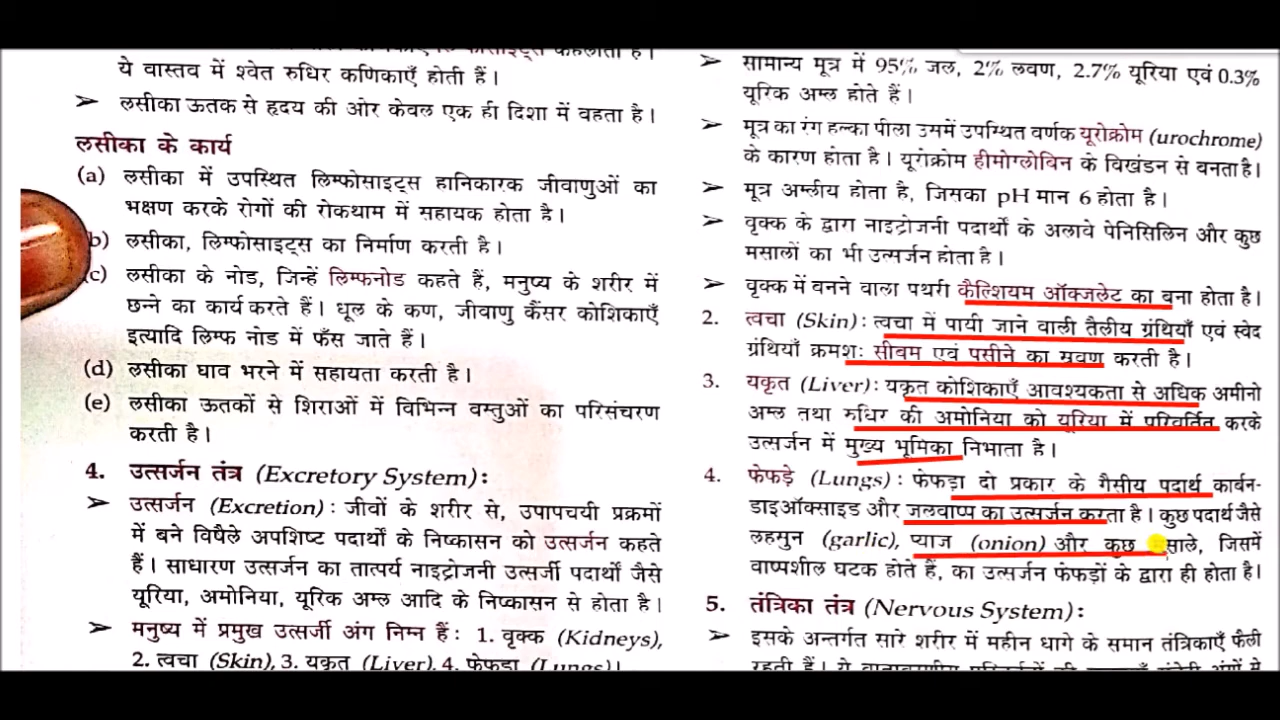 कहलाता है।
ये वास्तव में श्वेत रुधिर कणिकाएँ होती हैं।
➢ लसीका ऊतक से हृदय की ओर केवल एक ही दिशा में वहता है।
लसीका के कार्य
(a) लसीका में उपस्थित लिम्फोसाइट्स हानिकारक जीवाणुओं का
भक्षण करके रोगों की रोकथाम में सहायक होता है।
b) लसीका, लिम्फोसाइट्स का निर्माण करती है।
(c) लसीका के नोड, जिन्हें लिम्फनोड कहते हैं, मनुष्य के शरीर में
छन्ने का कार्य करते हैं। धूल के कण, जीवाणु कैंसर कोशिकाएँ
इत्यादि लिम्फ नोड में फँस जाते हैं।
(d) लसीका घाव भरने में सहायता करती है।
(e) लसीका ऊतकों से शिराओं में विभिन्न वस्तुओं का परिसंचरण
करती है।
4. उत्सर्जन तंत्र (Excretory System):
➢ उत्सर्जन (Excretion) : जीवों के शरीर से, उपापचयी प्रक्रमों
में बने विषैले अपशिष्ट पदार्थों के निष्कासन को उत्सर्जन कहते
हैं। साधारण उत्सर्जन का तात्पर्य नाइट्रोजनी उत्सर्जी पदार्थों जैसे
यूरिया, अमोनिया, यूरिक अम्ल आदि के निष्कासन से होता है।
➢ मनुष्य में प्रमुख उत्सर्जी अंग निम्न हैं : 1. वृक्क (Kidneys),
2. त्वचा (Skin), 3. यकृत (Liver), 4. फेफड़ा (Lungs)।
➢ सामान्य मूत्र में 95% जल, 2% लवण, 2.7% यूरिया एवं 0.3%
यूरिक अम्ल होते हैं।
➢ मूत्र का रंग हल्का पीला उसमें उपस्थित वर्णक यूरोक्रोम (urochrome)
के कारण होता है। यूरोक्रोम हीमोग्लोविन के विखंडन से वनता है।
➢ मूत्र अम्लीय होता है, जिसका pH मान 6 होता है।
➢ वृक्क के द्वारा नाइट्रोजनी पदार्थों के अलावे पेनिसिलिन और कुछ
मसालों का भी उत्सर्जन होता है।
➢ वृक्क में वनने वाला पथरी कैल्शियम ऑक्जलेट का बना होता है।
2. त्वचा (Skin) : त्वचा में पायी जाने वाली तैलीय ग्रंथियाँ एवं स्वेद
ग्रंथियाँ क्रमशः सीवम एवं पसीने का स्रवण करती है।
3. यकृत (Liver) : यकृत कोशिकाएँ आवश्यकता से अधिक अमीनो
अम्ल तथा रुधिर की अमोनिया को यूरिया में परिवर्तित करके
उत्सर्जन में मुख्य भूमिका निभाता है।
4. फेफड़े (Lungs) : फेफड़ा दो प्रकार के गैसीय पदार्थ कार्वन-
डाइऑक्साइड और जलवाष्प का उत्सर्जन करता है। कुछ पदार्थ जैसे
लहमुन (garlic), प्याज (onion) और कुछ साले, जिसमें
वाष्पशील घटक होते हैं, का उत्सर्जन फेफड़ों के द्वारा ही होता है।
5. तंत्रिका तंत्र (Nervous System):
➢ इसके अन्तर्गत सारे शरीर में महीन धागे के समान तंत्रिकाएँ फैली
रहती हैं। ये